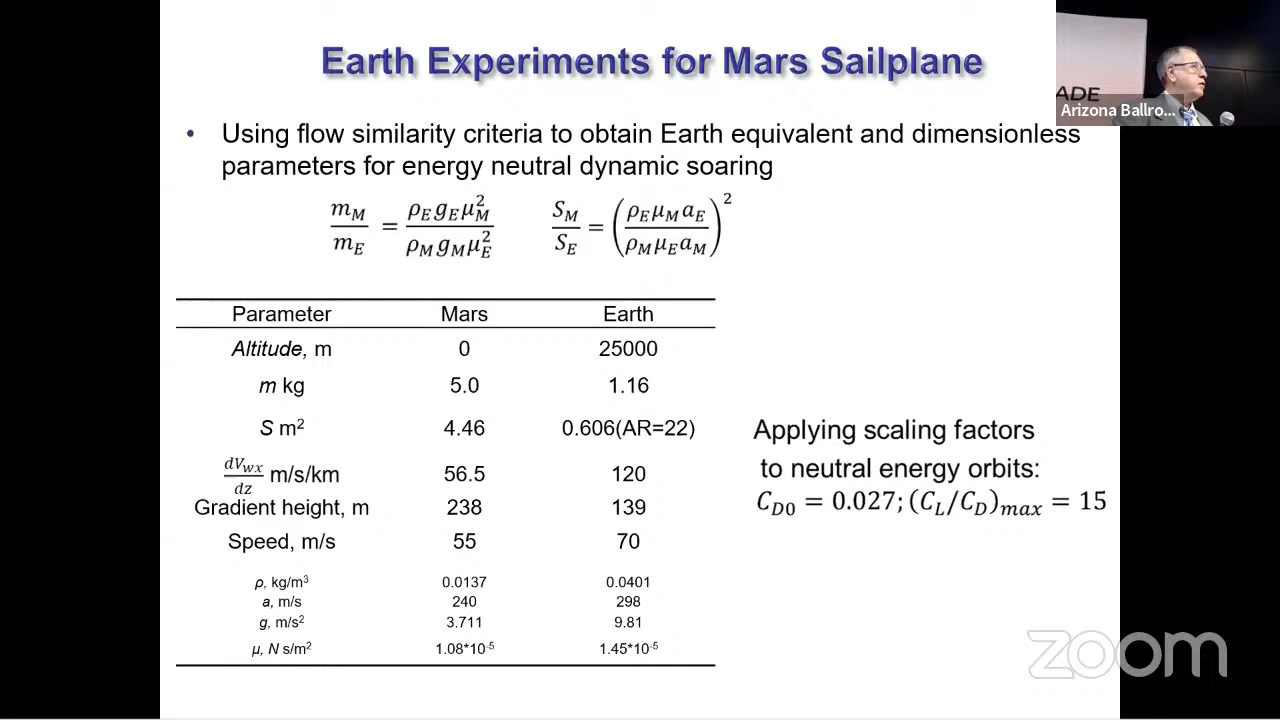 Earth Experiments for Mars Sailplane
ADE
Arizona Ballro...
• Using flow similarity criteria to obtain Earth equivalent and dimensionless
parameters for energy neutral dynamic soaring
m_M/m_E = ρ_E g_E μ_M^2/ρ_M g_M μ_E^2 S_M/S_E = (ρ_E μ_M a_E/ρ_M μ_E a_M)^2
Parameter Mars Earth
Altitude, m 0 25000
m kg 5.0 1.16
S m² 4.46 0.606(AR=22)
dV_wx/dz m/s/km 56.5 120
Gradient height, m 238 139
Speed, m/s 55 70
ρ, kg/m³ 0.0137 0.0401
a, m/s 240 298
g, m/s² 3.711 9.81
μ, N s/m² 1.08*10⁻⁵ 1.45*10⁻⁵
Applying scaling factors
to neutral energy orbits:
C_D0 = 0.027; (C_L/C_D)_max = 15
zoom